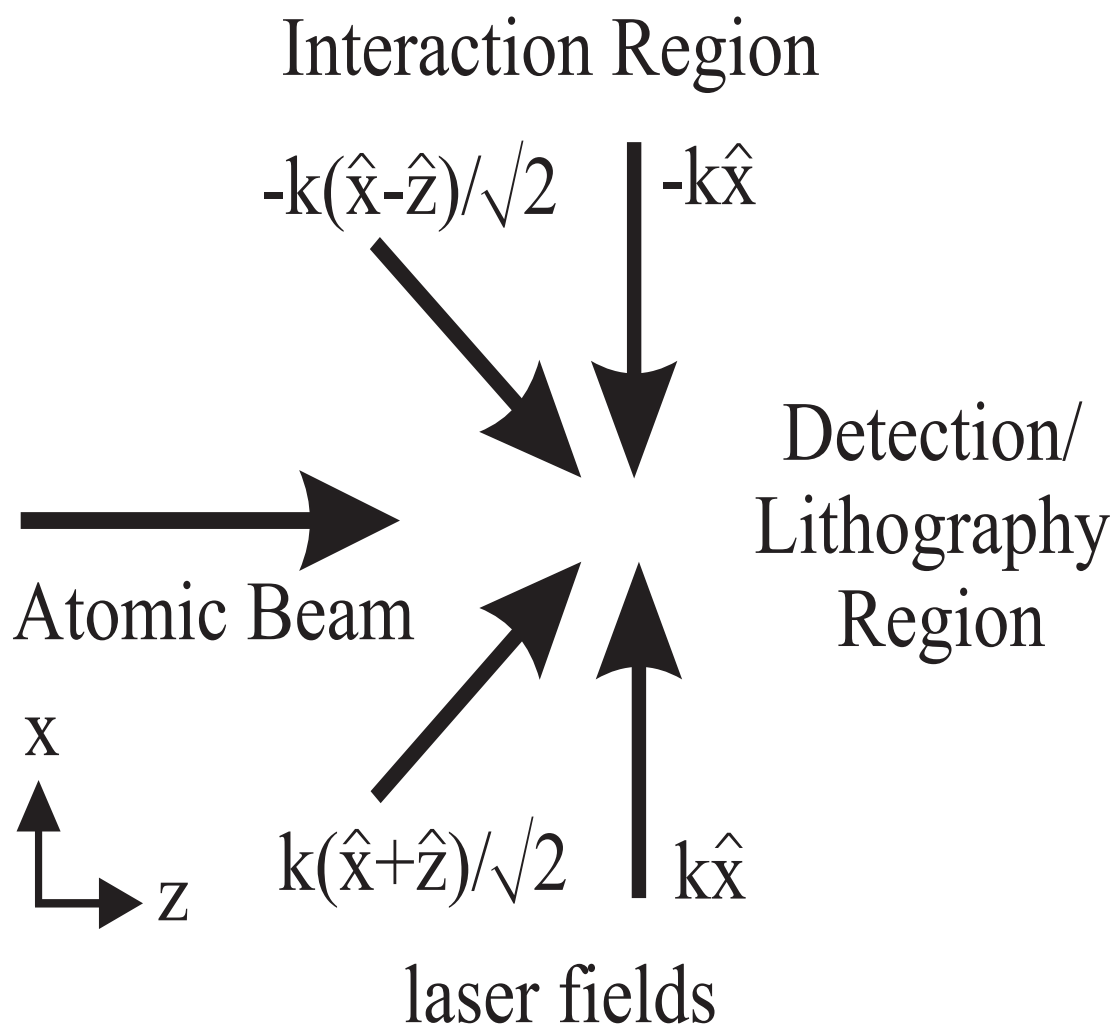 Interaction Region
-k(x̂-ẑ)/√2
-kx̂
Detection/
Lithography
Region
Atomic Beam
x
z
k(x̂+ẑ)/√2
kx̂
laser fields